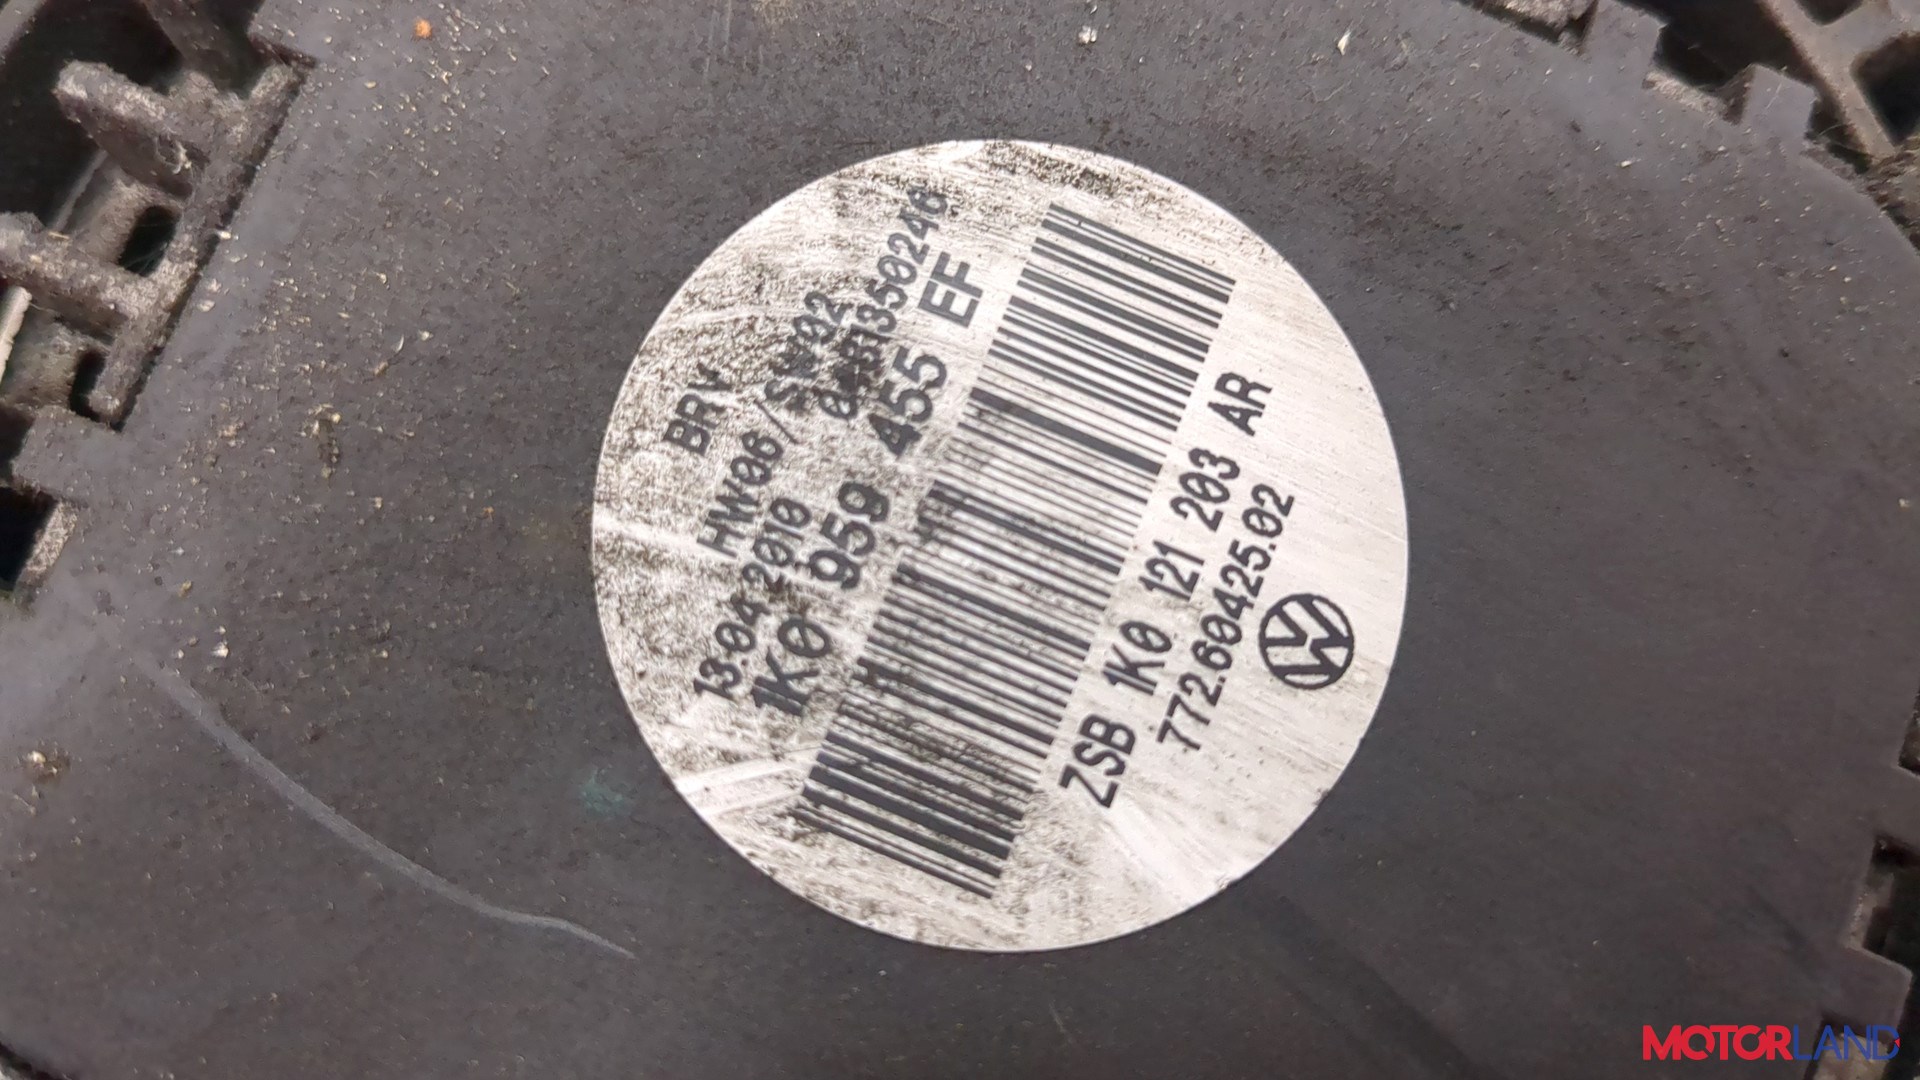 BRV
HW06/SW02
13.04.2010
1K0 959 455 EF
ZSB 1K0 121 203 AR
772.60425.02
MOTORLAND